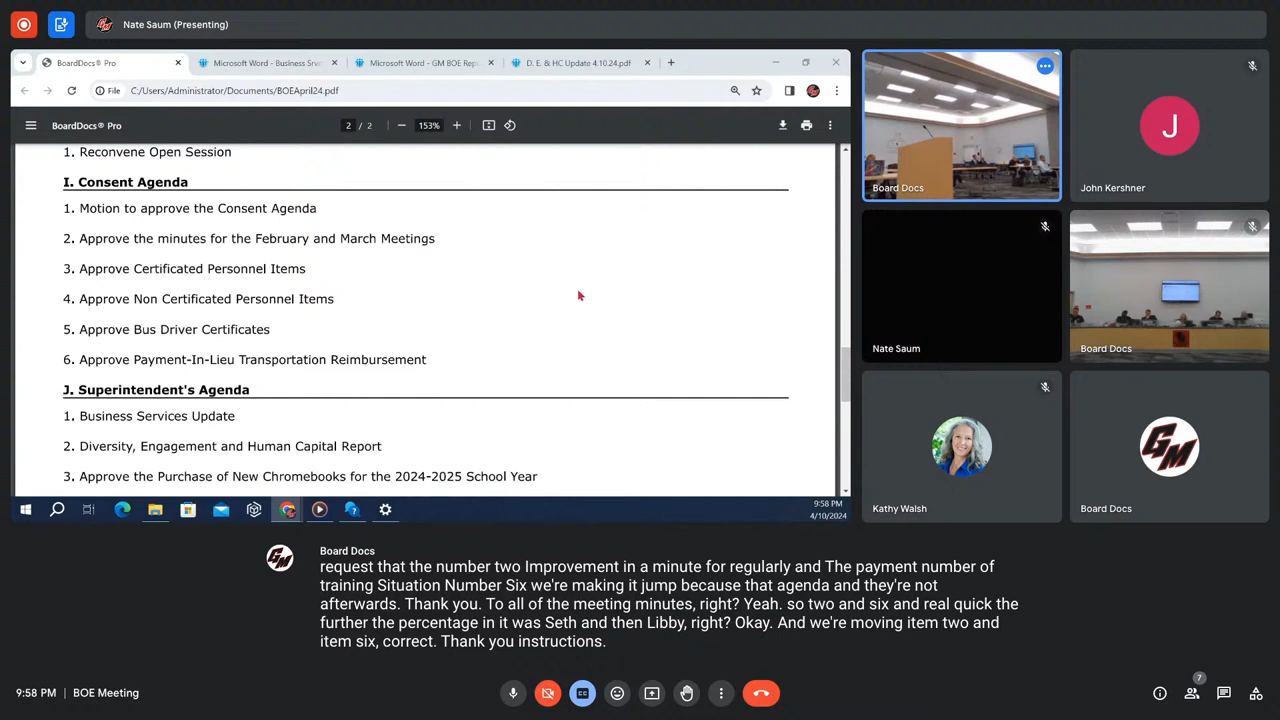 Nate Saum (Presenting)
BoardDocs® Pro
Microsoft Word - Business Sna
Microsoft Word - GM BOE Rep
D. E. & HC Update 4.10.24.pdf
File
C:/Users/Administrator/Documents/BOEApril24.pdf
BoardDocs® Pro
2 / 2
153%
1. Reconvene Open Session
I. Consent Agenda
1. Motion to approve the Consent Agenda
2. Approve the minutes for the February and March Meetings
3. Approve Certificated Personnel Items
4. Approve Non Certificated Personnel Items
5. Approve Bus Driver Certificates
6. Approve Payment-In-Lieu Transportation Reimbursement
J. Superintendent's Agenda
1. Business Services Update
2. Diversity, Engagement and Human Capital Report
3. Approve the Purchase of New Chromebooks for the 2024-2025 School Year
9:58 PM
4/10/2024
Board Docs
J
John Kershner
Nate Saum
Board Docs
Kathy Walsh
GM
Board Docs
Board Docs
request that the number two Improvement in a minute for regularly and The payment number of
training Situation Number Six we're making it jump because that agenda and they're not
afterwards. Thank you. To all of the meeting minutes, right? Yeah. so two and six and real quick the
further the percentage in it was Seth and then Libby, right? Okay. And we're moving item two and
item six, correct. Thank you instructions.
9:58 PM | BOE Meeting
CC
7